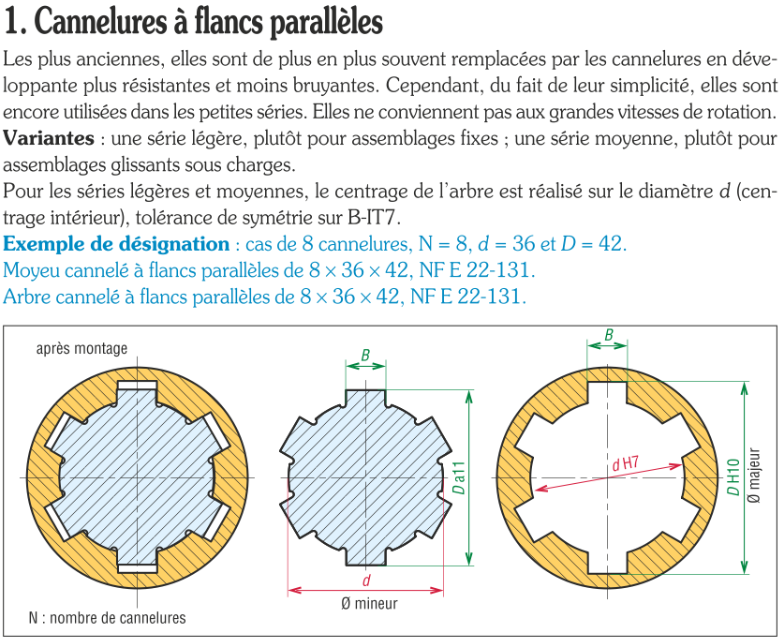 1. Cannelures à flancs parallèles
Les plus anciennes, elles sont de plus en plus souvent remplacées par les cannelures en déve-
loppante plus résistantes et moins bruyantes. Cependant, du fait de leur simplicité, elles sont
encore utilisées dans les petites séries. Elles ne conviennent pas aux grandes vitesses de rotation.
Variantes : une série légère, plutôt pour assemblages fixes ; une série moyenne, plutôt pour
assemblages glissants sous charges.
Pour les séries légères et moyennes, le centrage de l'arbre est réalisé sur le diamètre d (cen-
trage intérieur), tolérance de symétrie sur B-IT7.
Exemple de désignation : cas de 8 cannelures, N = 8, d = 36 et D = 42.
Moyeu cannelé à flancs parallèles de 8 × 36 × 42, NF E 22-131.
Arbre cannelé à flancs parallèles de 8 × 36 × 42, NF E 22-131.
après montage
B
D a11
d
Ø mineur
B
d H7
D H10
Ø majeur
N : nombre de cannelures